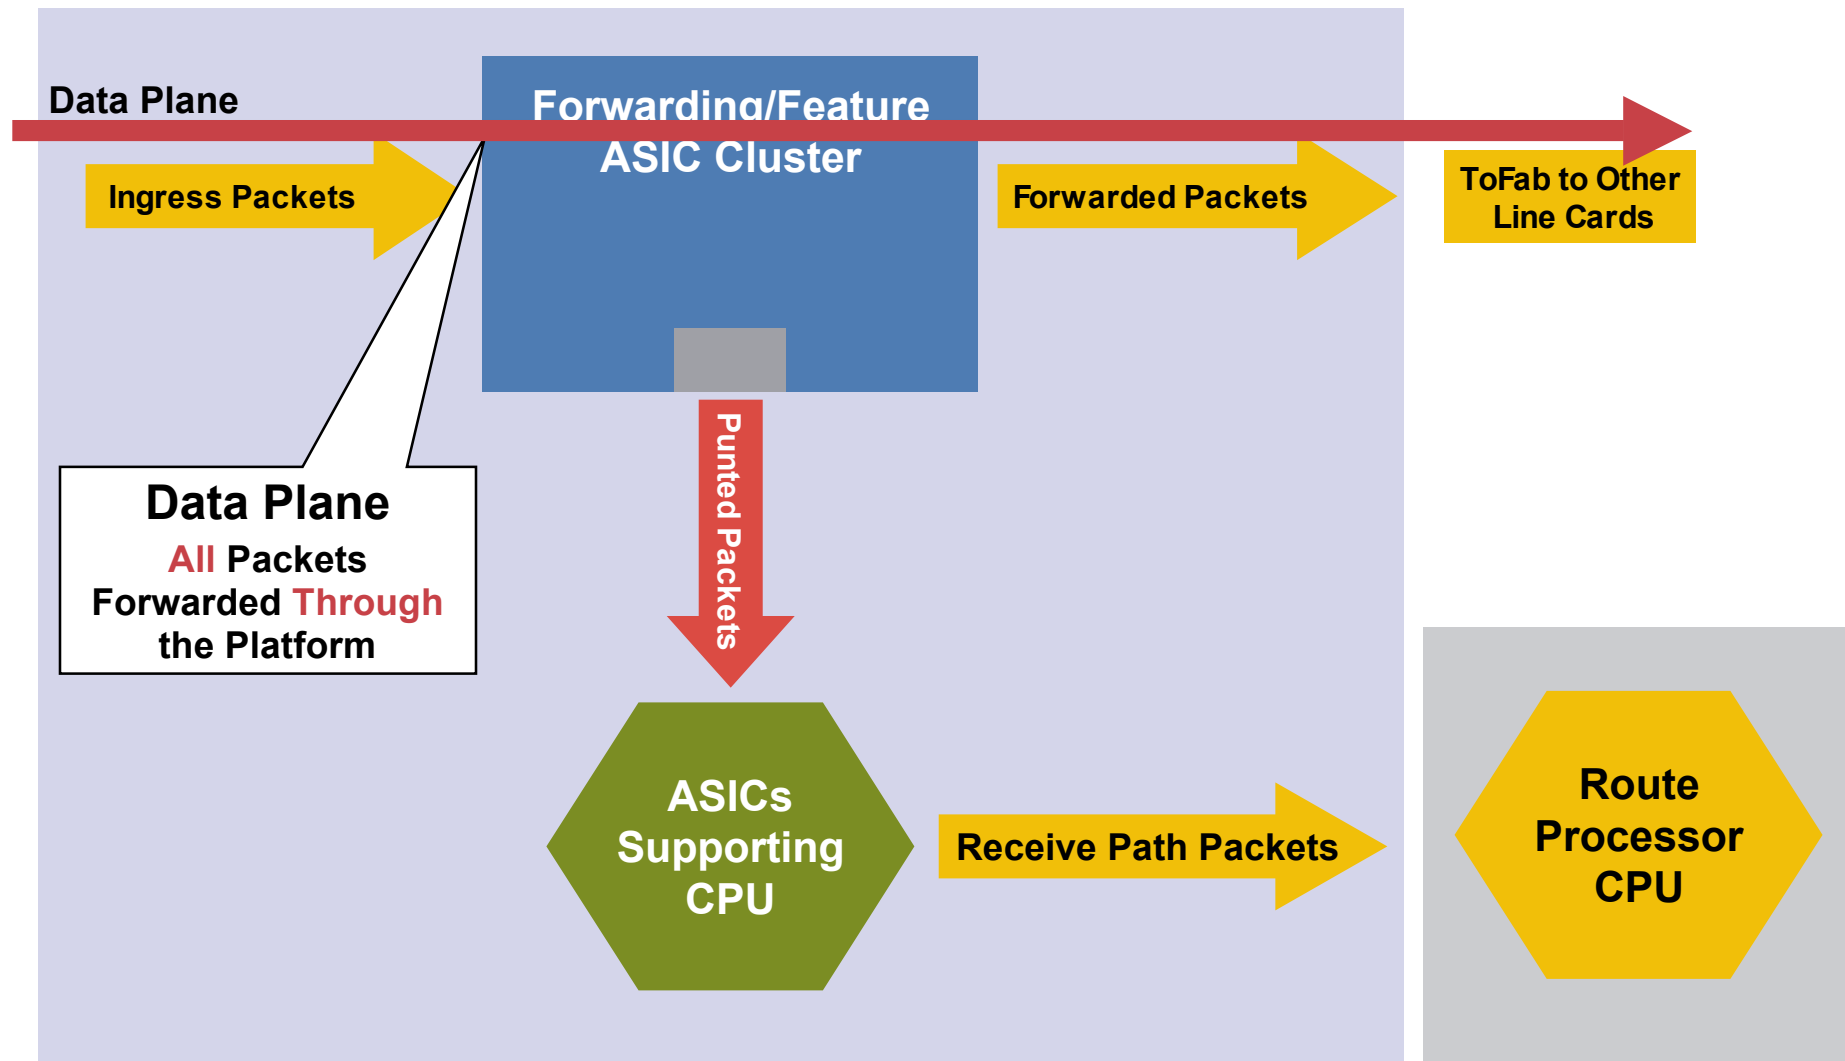 Data Plane
Forwarding/Feature
ASIC Cluster
Ingress Packets
Forwarded Packets
ToFab to Other
Line Cards
Punted Packets
Data Plane
All Packets
Forwarded Through
the Platform
ASICs
Supporting
CPU
Receive Path Packets
Route
Processor
CPU